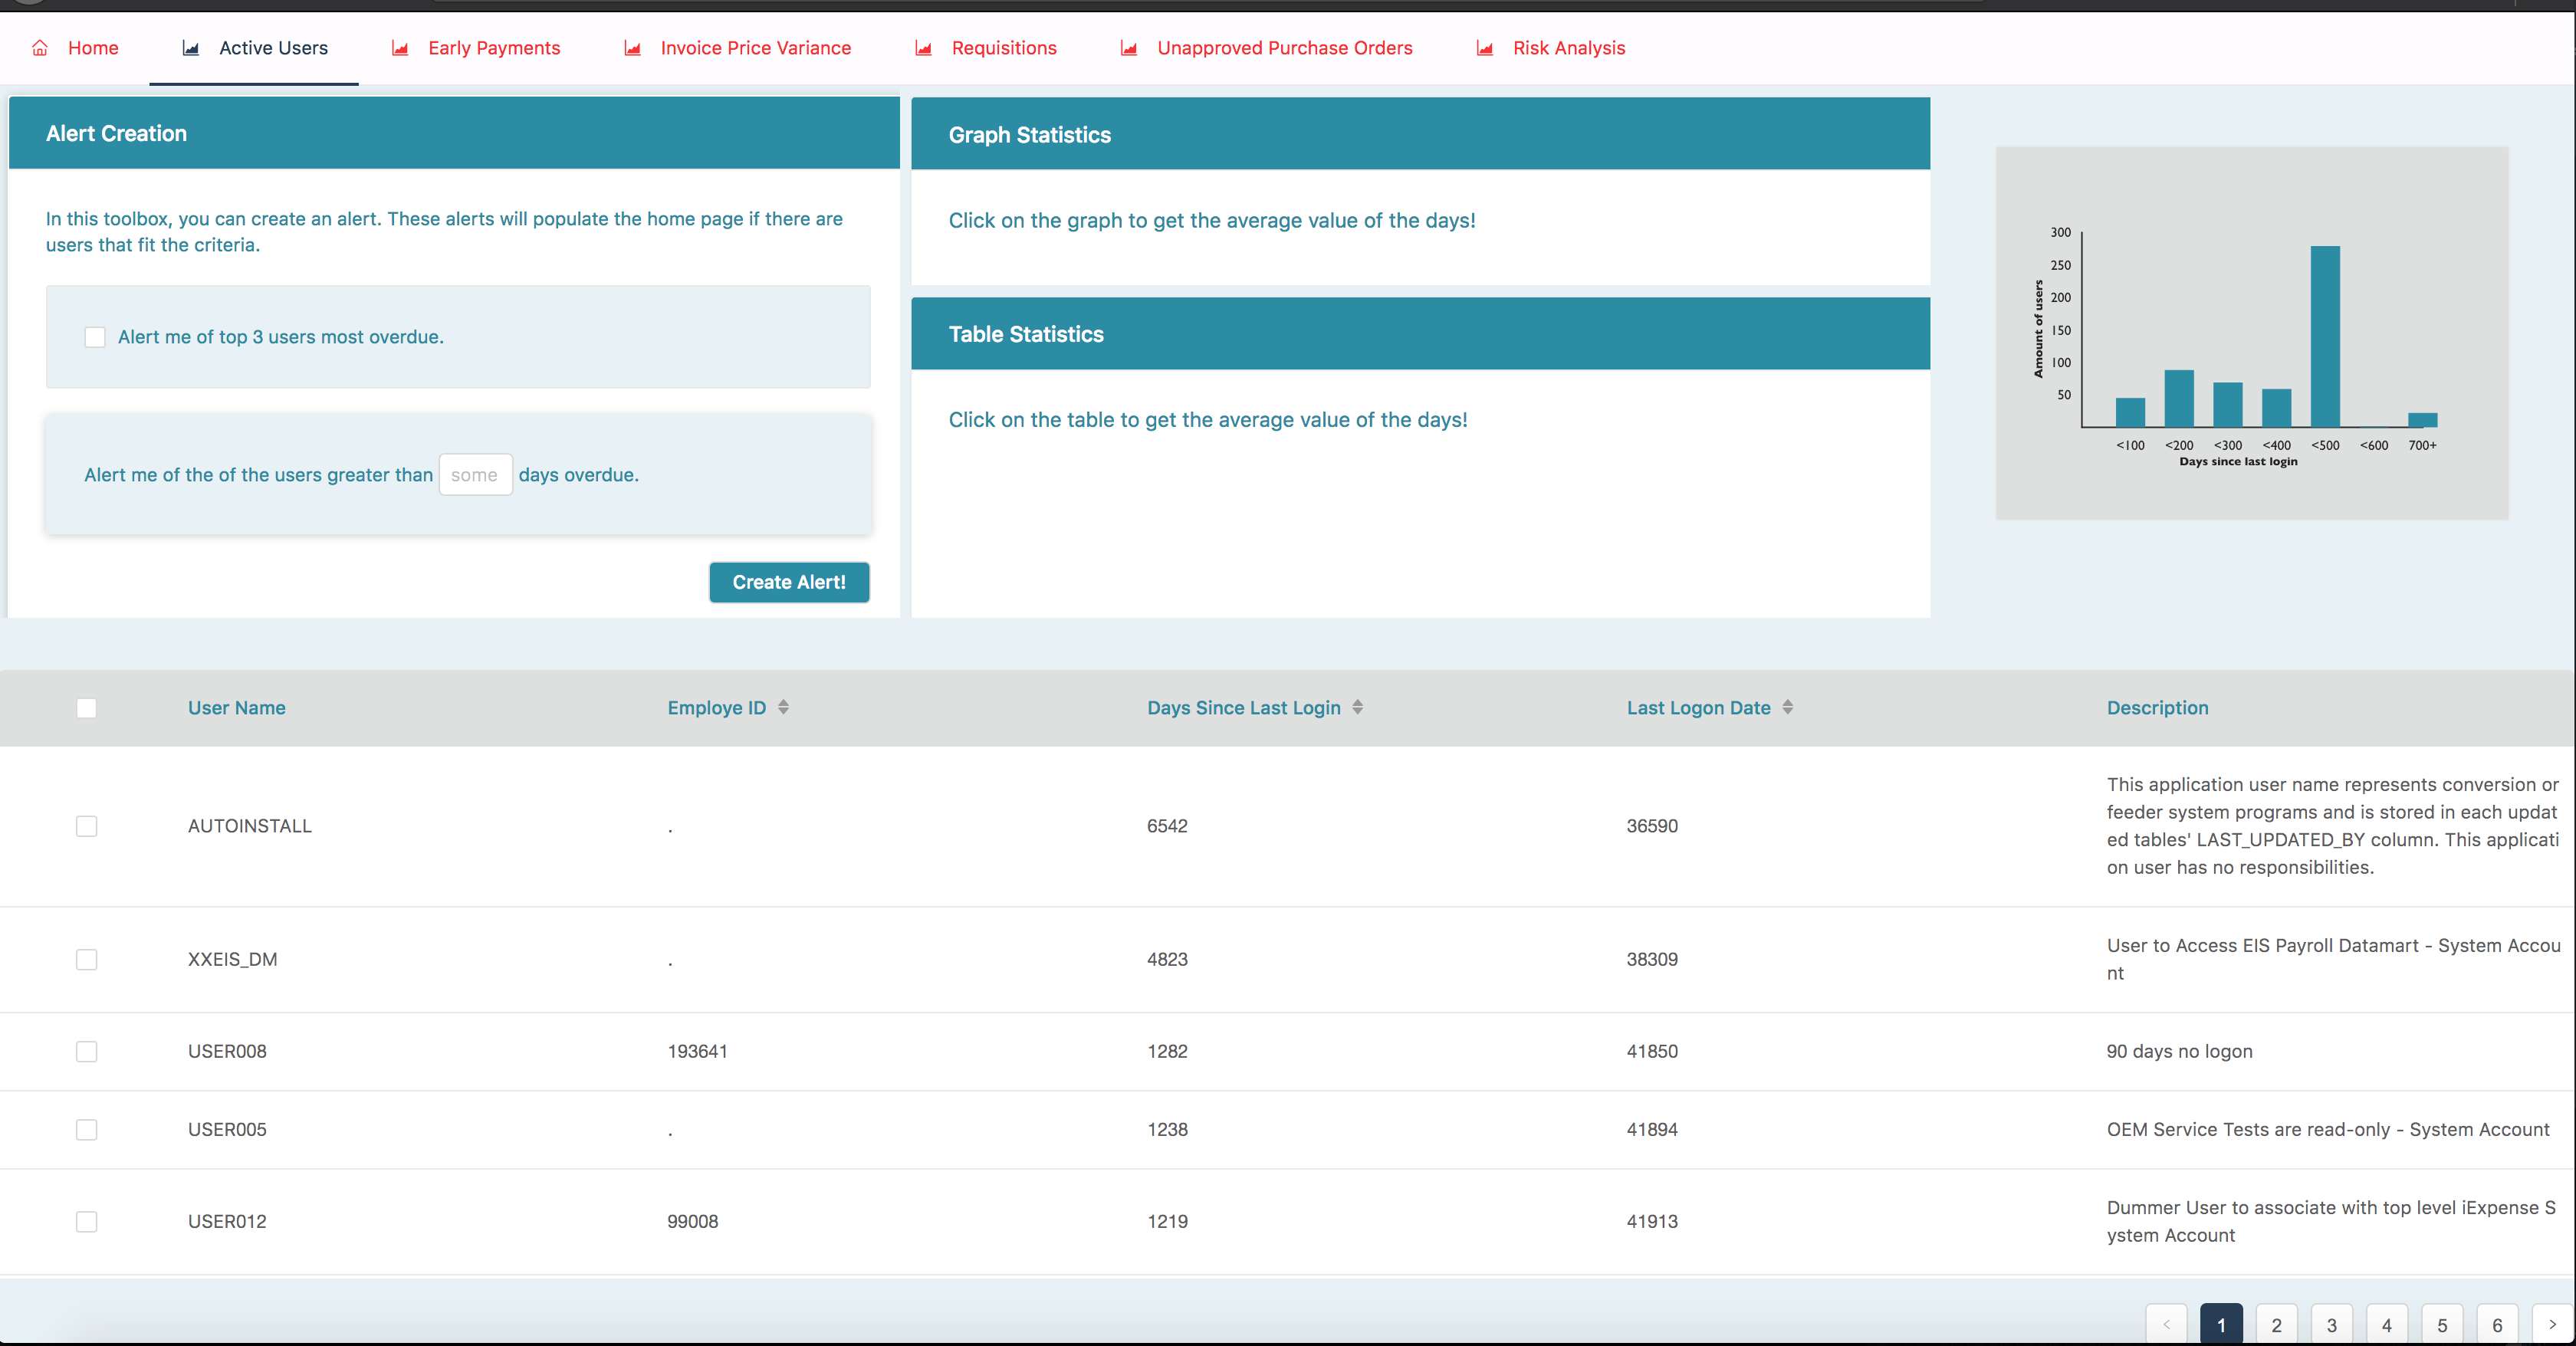 Home Active Users Early Payments Invoice Price Variance Requisitions Unapproved Purchase Orders Risk Analysis
Alert Creation
In this toolbox, you can create an alert. These alerts will populate the home page if there are
users that fit the criteria.
Alert me of top 3 users most overdue.
Alert me of the of the users greater than some days overdue.
Create Alert!
Graph Statistics
Click on the graph to get the average value of the days!
Table Statistics
Click on the table to get the average value of the days!
300
250
200
150
100
50
Amount of users
<100 <200 <300 <400 <500 <600 700+
Days since last login
User Name Employe ID Days Since Last Login Last Logon Date Description
AUTOINSTALL . 6542 36590
This application user name represents conversion or
feeder system programs and is stored in each updat
ed tables' LAST_UPDATED_BY column. This applicati
on user has no responsibilities.
XXEIS_DM . 4823 38309
User to Access EIS Payroll Datamart - System Accou
nt
USER008 193641 1282 41850 90 days no logon
USER005 . 1238 41894 OEM Service Tests are read-only - System Account
USER012 99008 1219 41913
Dummer User to associate with top level iExpense S
ystem Account
< 1 2 3 4 5 6 >